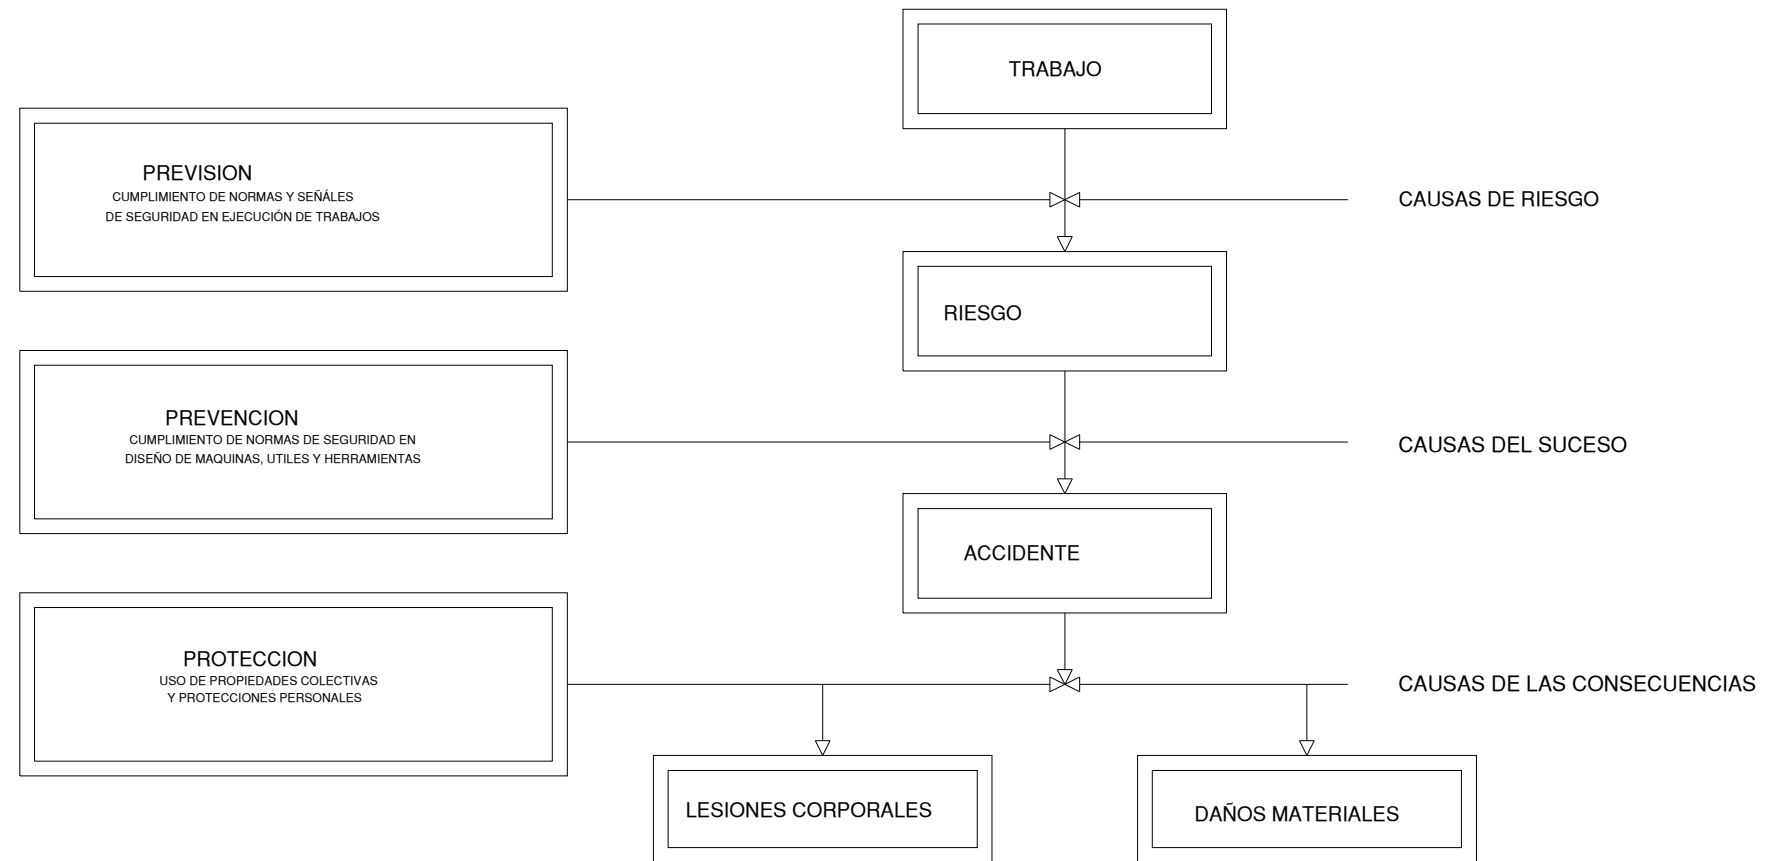 TRABAJO
PREVISION
CUMPLIMIENTO DE NORMAS Y SEÑÁLES
DE SEGURIDAD EN EJECUCIÓN DE TRABAJOS
CAUSAS DE RIESGO
RIESGO
PREVENCION
CUMPLIMIENTO DE NORMAS DE SEGURIDAD EN
DISEÑO DE MAQUINAS, UTILES Y HERRAMIENTAS
CAUSAS DEL SUCESO
ACCIDENTE
PROTECCION
USO DE PROPIEDADES COLECTIVAS
Y PROTECCIONES PERSONALES
CAUSAS DE LAS CONSECUENCIAS
LESIONES CORPORALES
DAÑOS MATERIALES